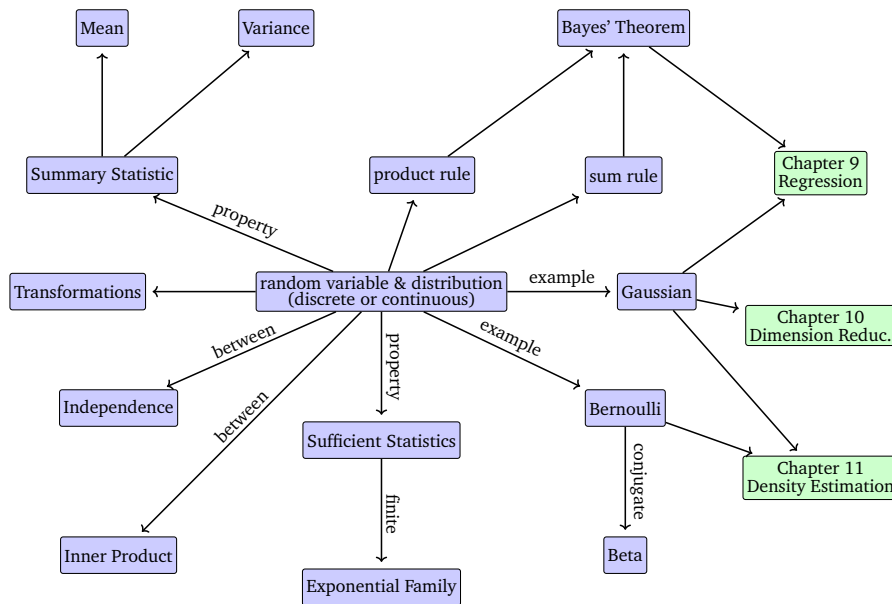 Mean
Variance
Bayes' Theorem
Summary Statistic
product rule
sum rule
Chapter 9
Regression
property
random variable & distribution
(discrete or continuous)
Transformations
example
Gaussian
Chapter 10
Dimension Reduc.
between
property
example
Independence
between
Bernoulli
Sufficient Statistics
conjugate
Chapter 11
Density Estimation
finite
Inner Product
Beta
Exponential Family